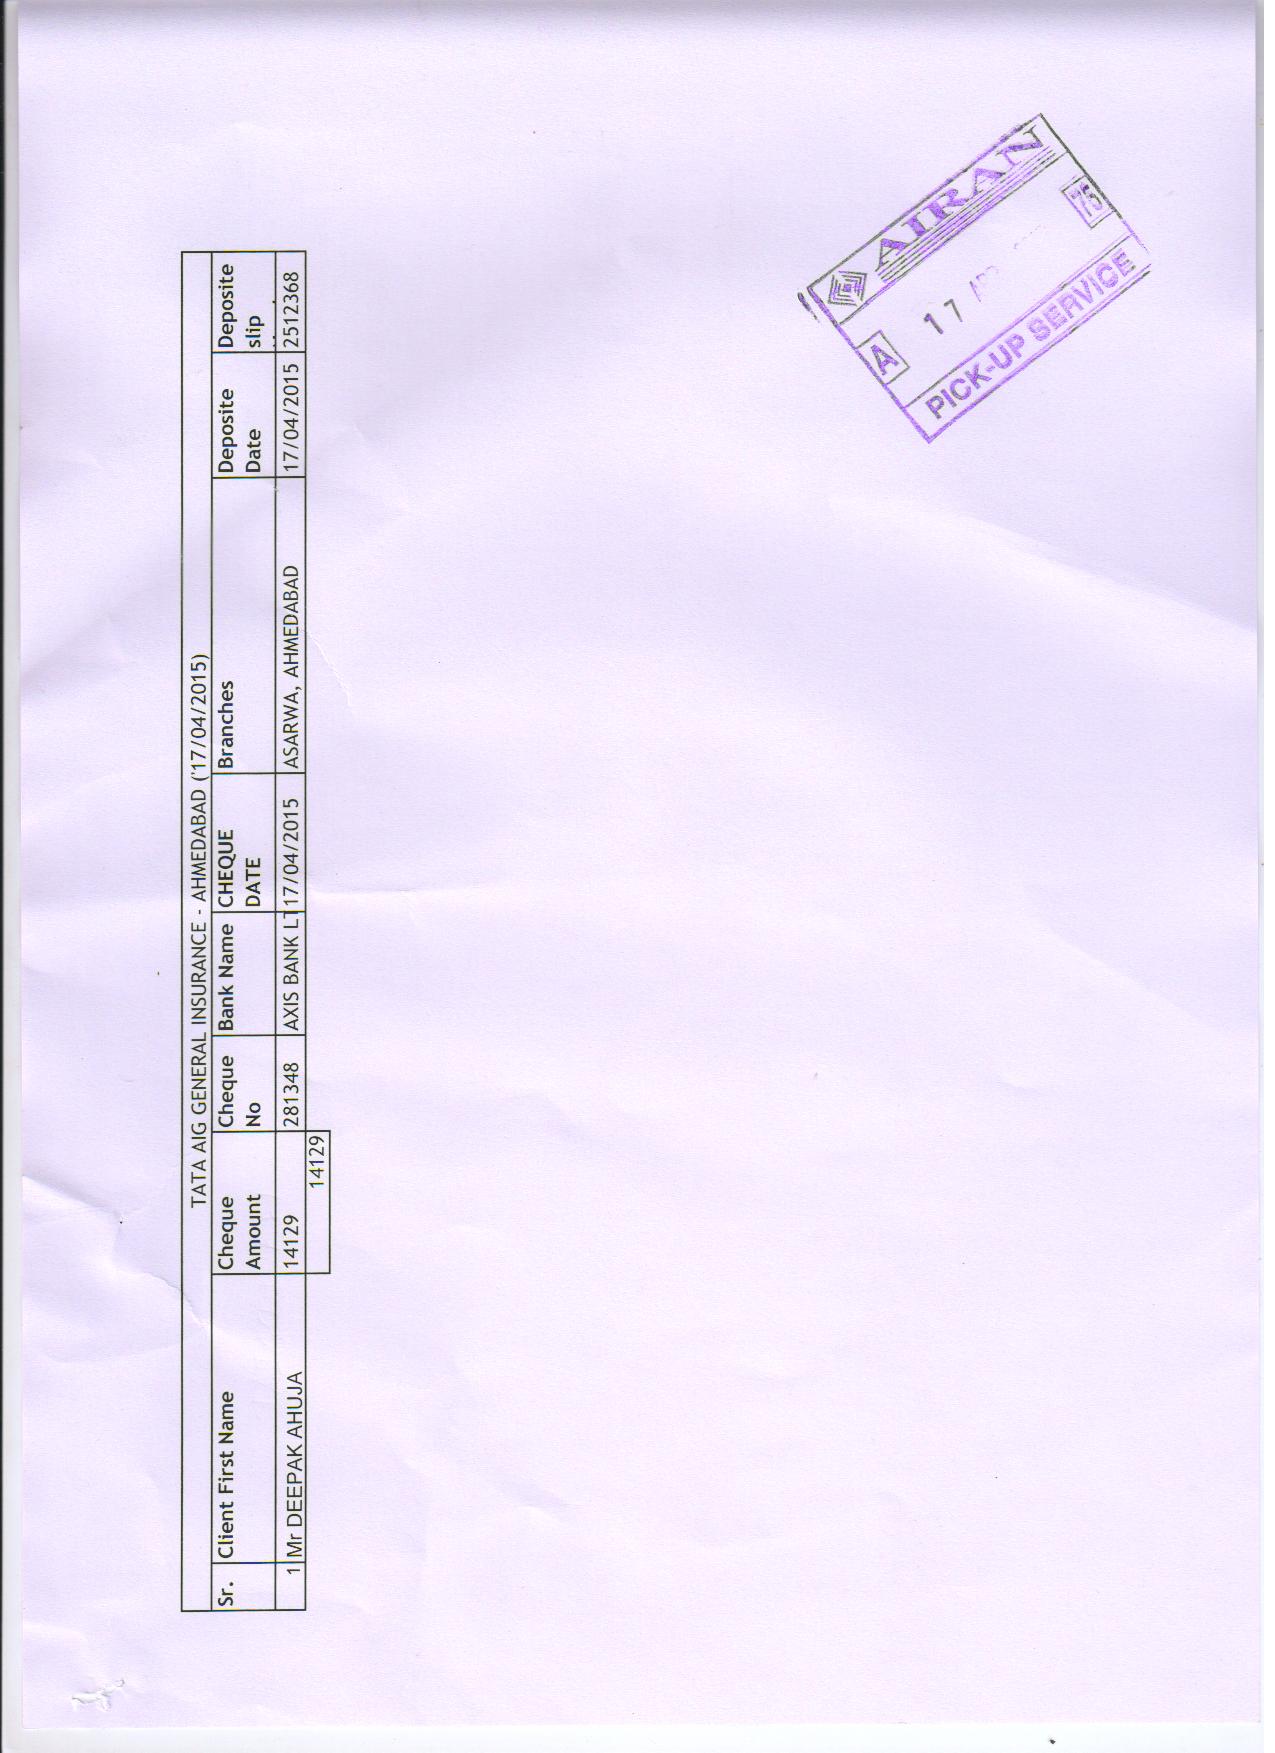 TATA AIG GENERAL INSURANCE - AHMEDABAD (17/04/2015)
Sr. Client First Name Cheque Amount Cheque No Bank Name CHEQUE DATE Branches Deposite Date Deposite slip
1 Mr DEEPAK AHUJA 14129 281348 AXIS BANK LT 17/04/2015 ASARWA, AHMEDABAD 17/04/2015 2512368
14129
AIRAN
A 17 APR
PICK-UP SERVICE